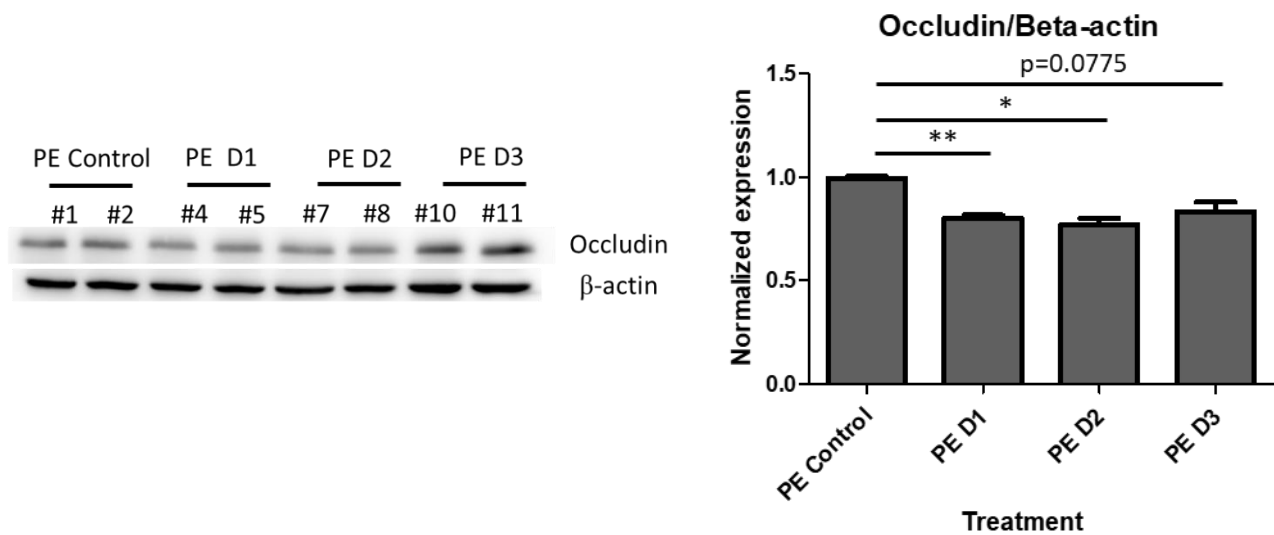 PE Control PE D1 PE D2 PE D3
#1 #2 #4 #5 #7 #8 #10 #11
Occludin
β-actin
Occludin/Beta-actin
p=0.0775
*
**
Normalized expression
1.5
1.0
0.5
0.0
PE Control
PE D1
PE D2
PE D3
Treatment